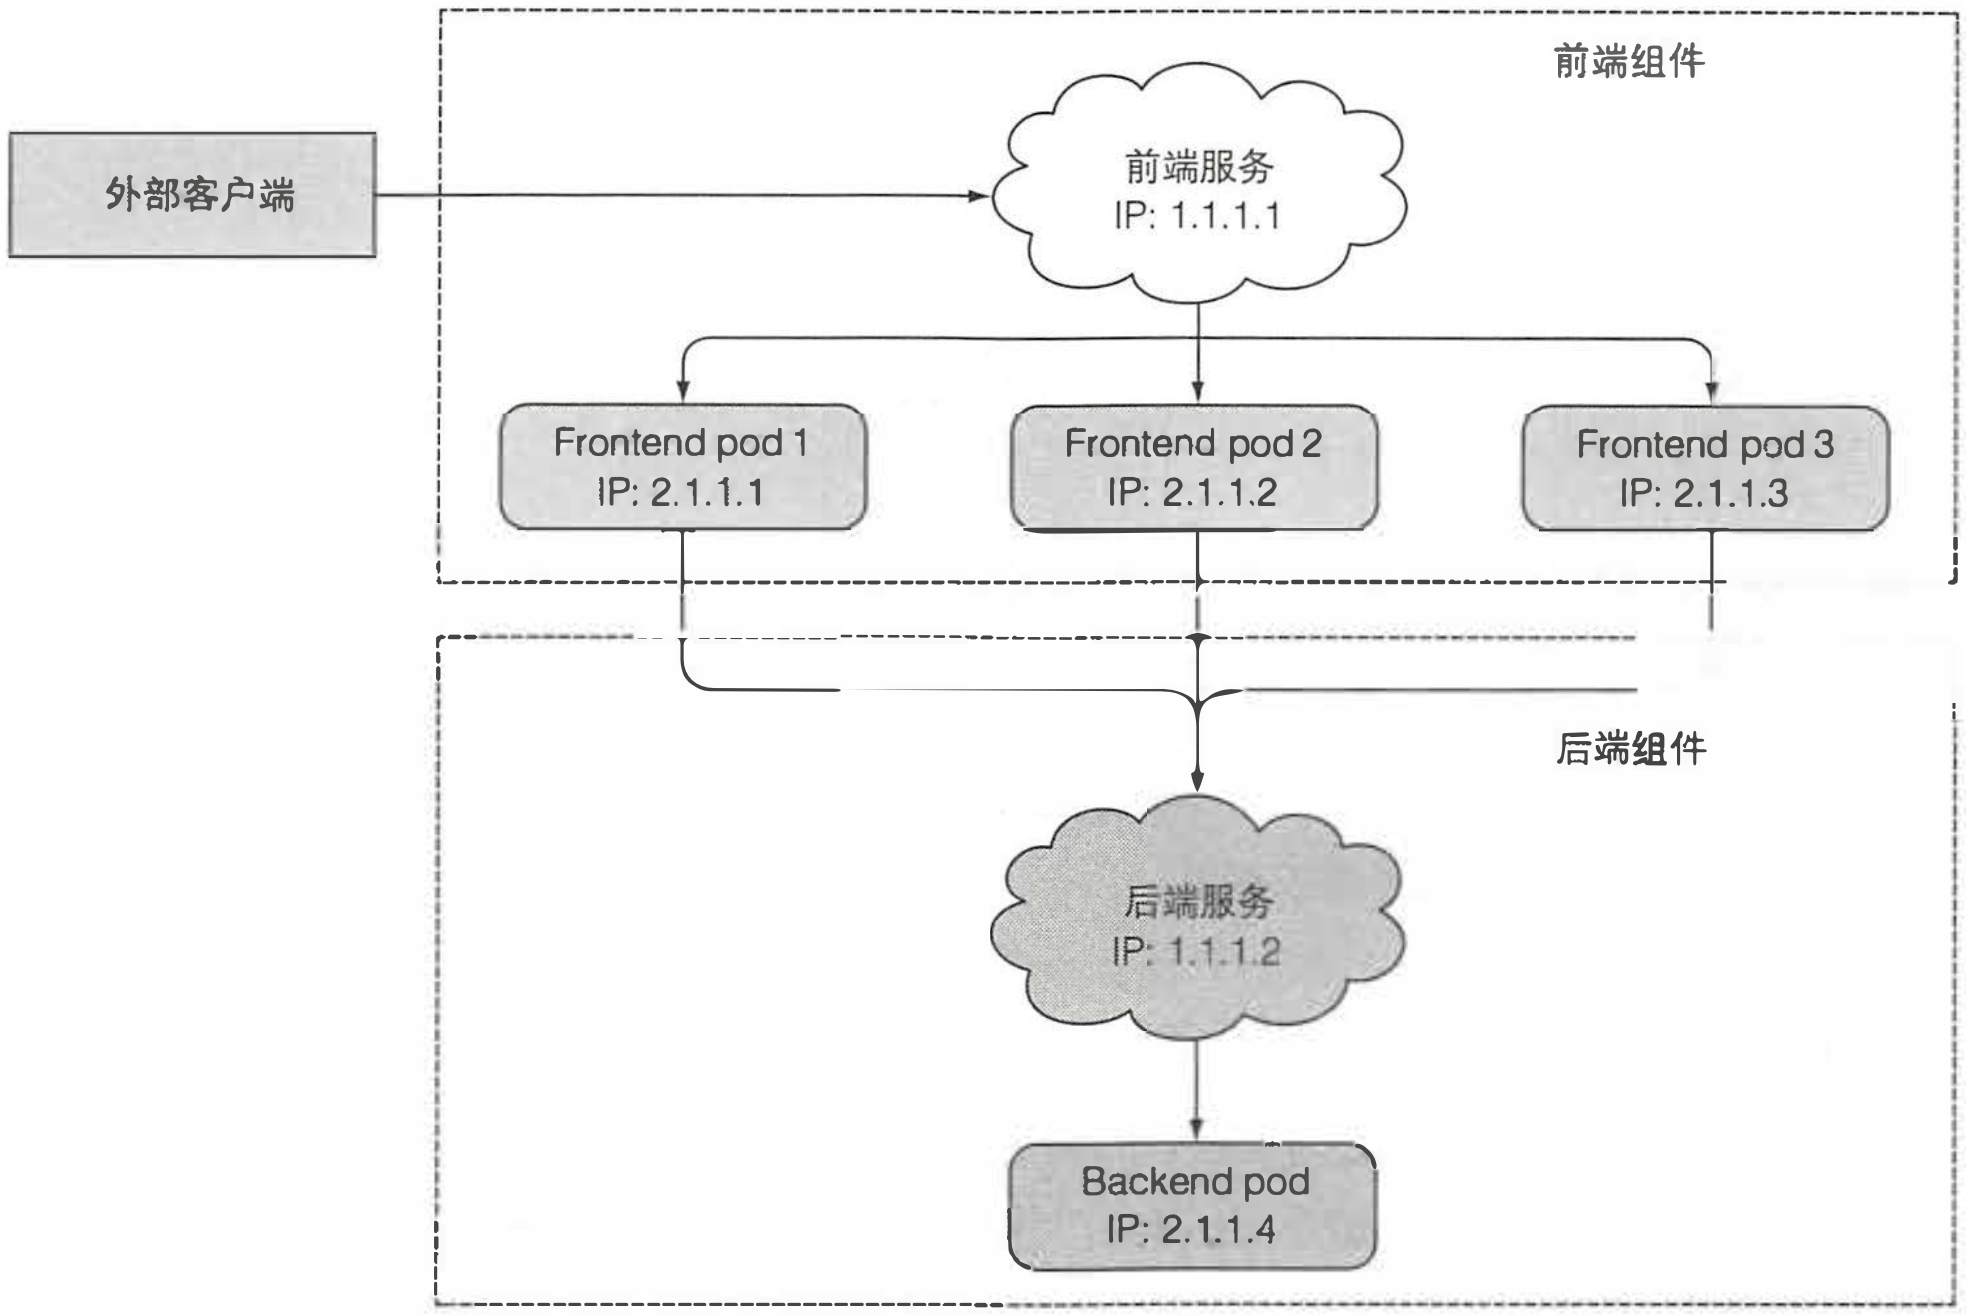 前端组件
外部客户端
前端服务
IP: 1.1.1.1
Frontend pod 1
IP: 2.1.1.1
Frontend pod 2
IP: 2.1.1.2
Frontend pod 3
IP: 2.1.1.3
后端组件
后端服务
IP: 1.1.1.2
Backend pod
IP: 2.1.1.4